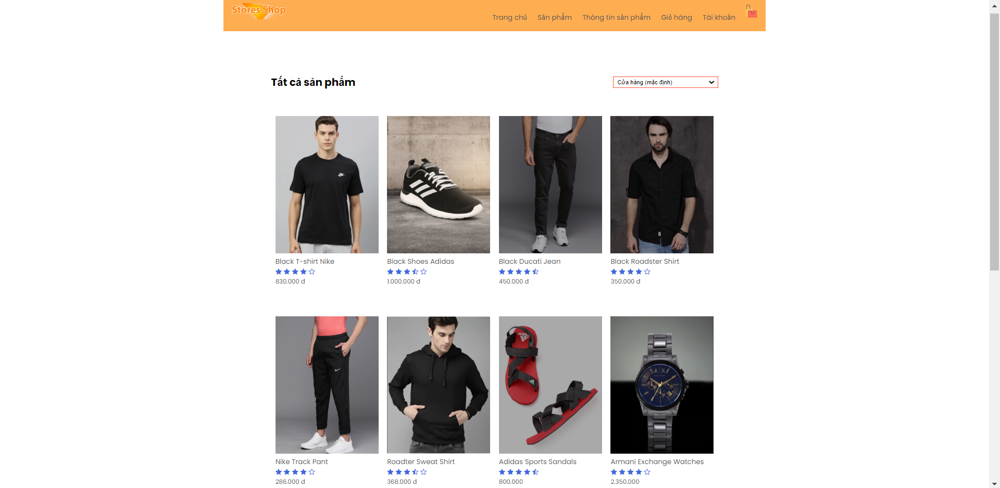 Stores Shop
Trang chủ
Sản phẩm
Thông tin sản phẩm
Giỏ hàng
Tài khoản
Tất cả sản phẩm
Cửa hàng (mặc định)
Black T-shirt Nike
830.000 đ
Black Shoes Adidas
1.000.000 đ
Black Ducati Jean
450.000 đ
Black Roadster Shirt
350.000 đ
Nike Track Pant
286.000 đ
Roadter Sweat Shirt
368.000 đ
Adidas Sports Sandals
800.000
Armani Exchange Watches
2.350.000